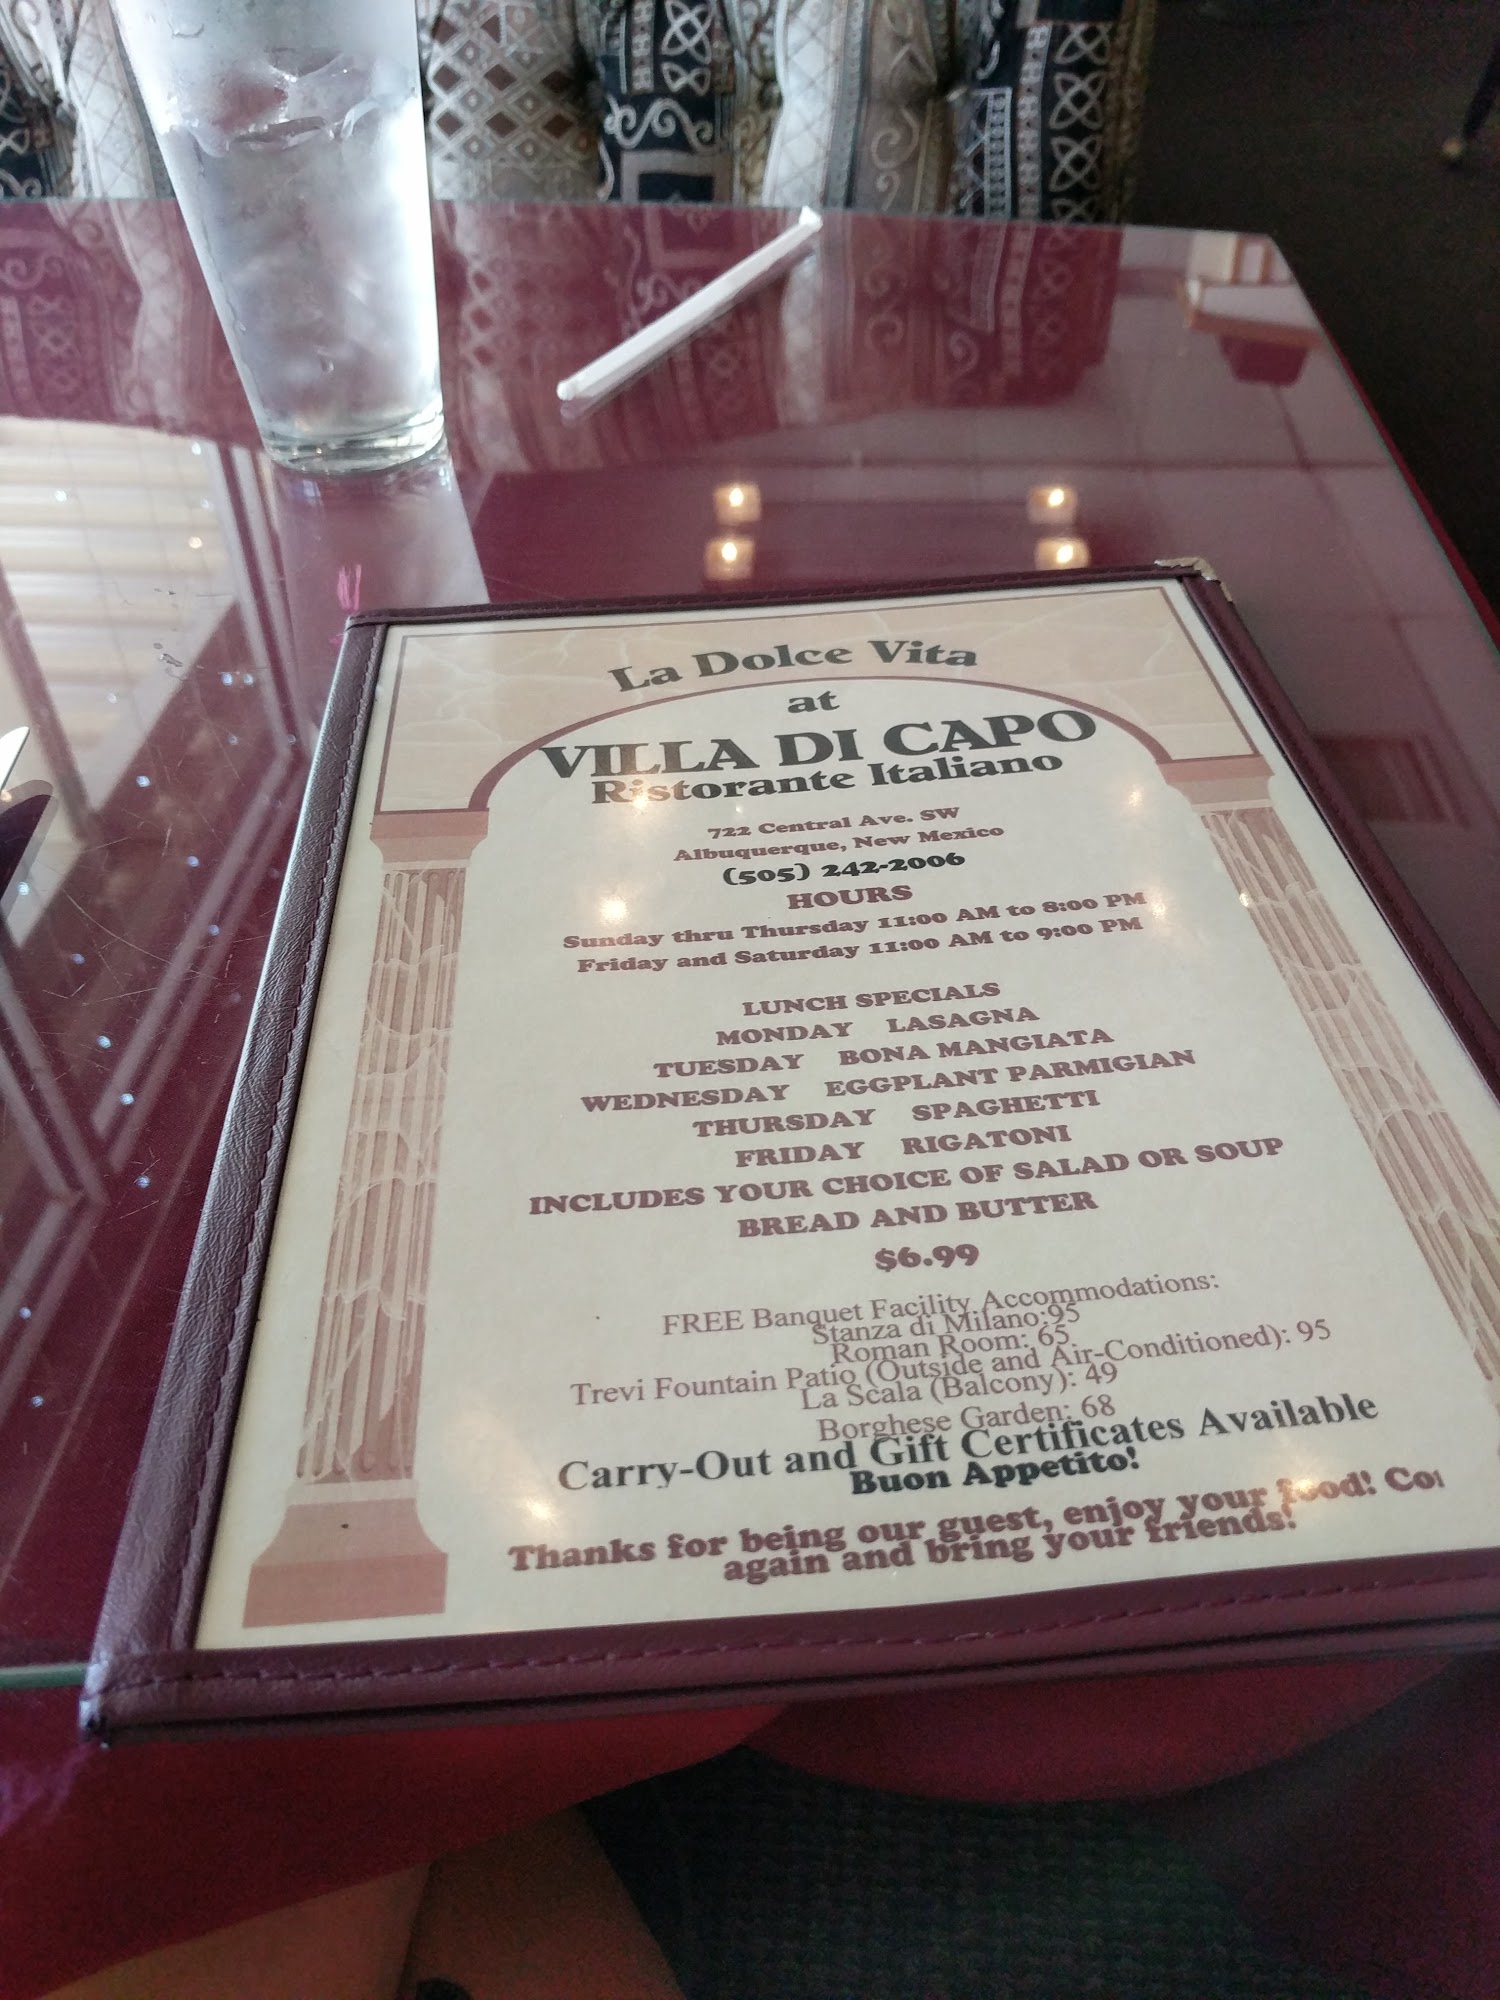 La Dolce Vita
at
VILLA DI CAPO
Ristorante Italiano
722 Central Ave. SW
Albuquerque, New Mexico
(505) 242-2006
HOURS
Sunday thru Thursday 11:00 AM to 8:00 PM
Friday and Saturday 11:00 AM to 9:00 PM
LUNCH SPECIALS
MONDAY LASAGNA
TUESDAY BONA MANGIATA
WEDNESDAY EGGPLANT PARMIGIAN
THURSDAY SPAGHETTI
FRIDAY RIGATONI
INCLUDES YOUR CHOICE OF SALAD OR SOUP
BREAD AND BUTTER
$6.99
FREE Banquet Facility Accommodations:
Stanza di Milano:95
Roman Room: 65
Trevi Fountain Patio (Outside and Air-Conditioned): 95
La Scala (Balcony): 49
Borghese Garden: 68
Carry-Out and Gift Certificates Available
Buon Appetito!
Thanks for being our guest, enjoy your food!
again and bring your friends!